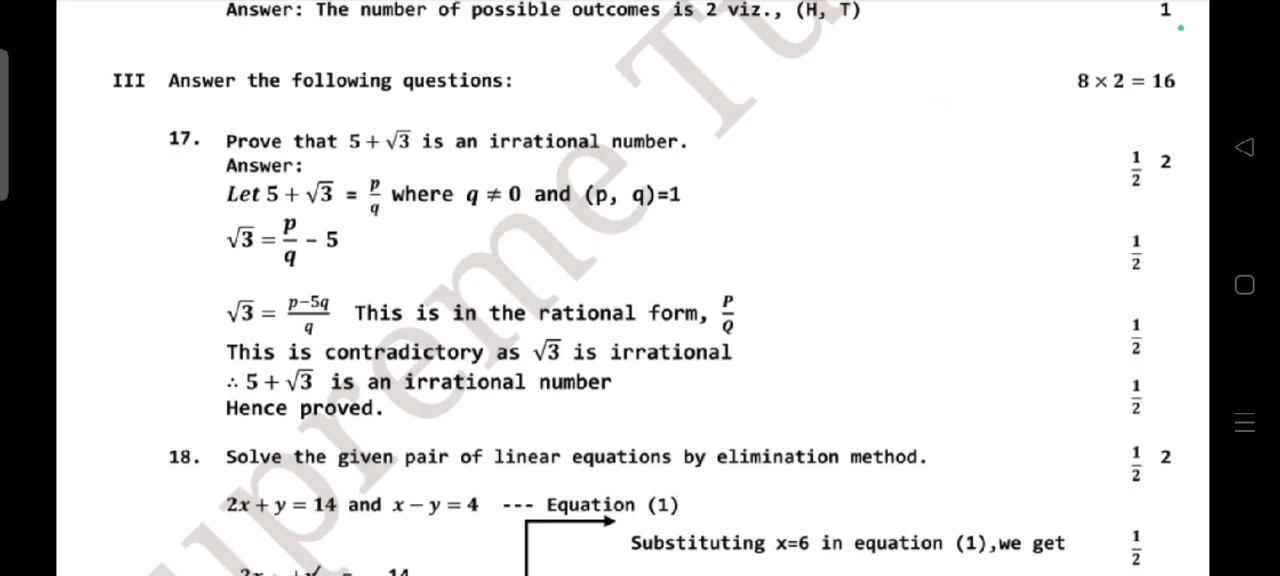 Answer: The number of possible outcomes is 2 viz., (H, T) 1
III Answer the following questions: 8 × 2 = 16
17. Prove that 5 + √3 is an irrational number.
Answer: 1/2 2
Let 5 + √3 = p/q where q ≠ 0 and (p, q)=1
√3 = p/q - 5 1/2
√3 = p-5q/q This is in the rational form, P/Q 1/2
This is contradictory as √3 is irrational
∴ 5 + √3 is an irrational number 1/2
Hence proved.
18. Solve the given pair of linear equations by elimination method. 1/2 2
2x + y = 14 and x - y = 4 --- Equation (1)
Substituting x=6 in equation (1),we get 1/2